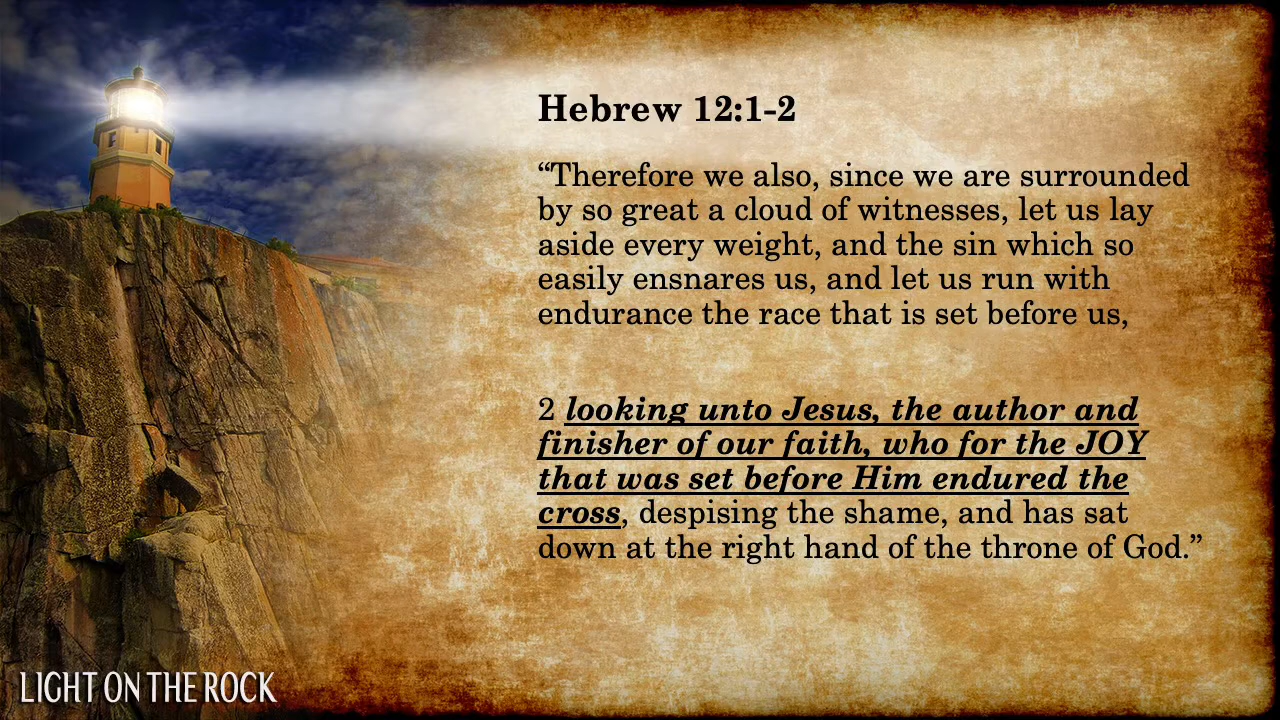 Hebrew 12:1-2
“Therefore we also, since we are surrounded
by so great a cloud of witnesses, let us lay
aside every weight, and the sin which so
easily ensnares us, and let us run with
endurance the race that is set before us,
2 looking unto Jesus, the author and
finisher of our faith, who for the JOY
that was set before Him endured the
cross, despising the shame, and has sat
down at the right hand of the throne of God.”
LIGHT ON THE ROCK